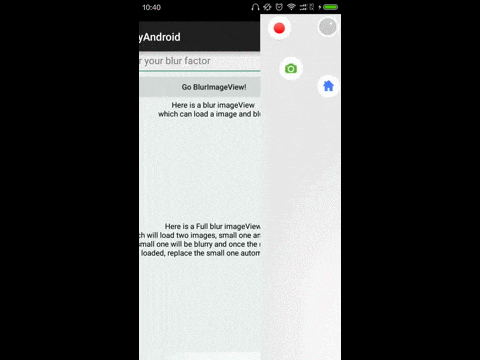 10:40
yAndroid
r your blur factor
Go BlurImageView!
Here is a blur imageView
which can load a image and blu
Here is a Full blur imageView
ch will load two images, small one an
mall one will be blurry and once the
loaded, replace the small one autom